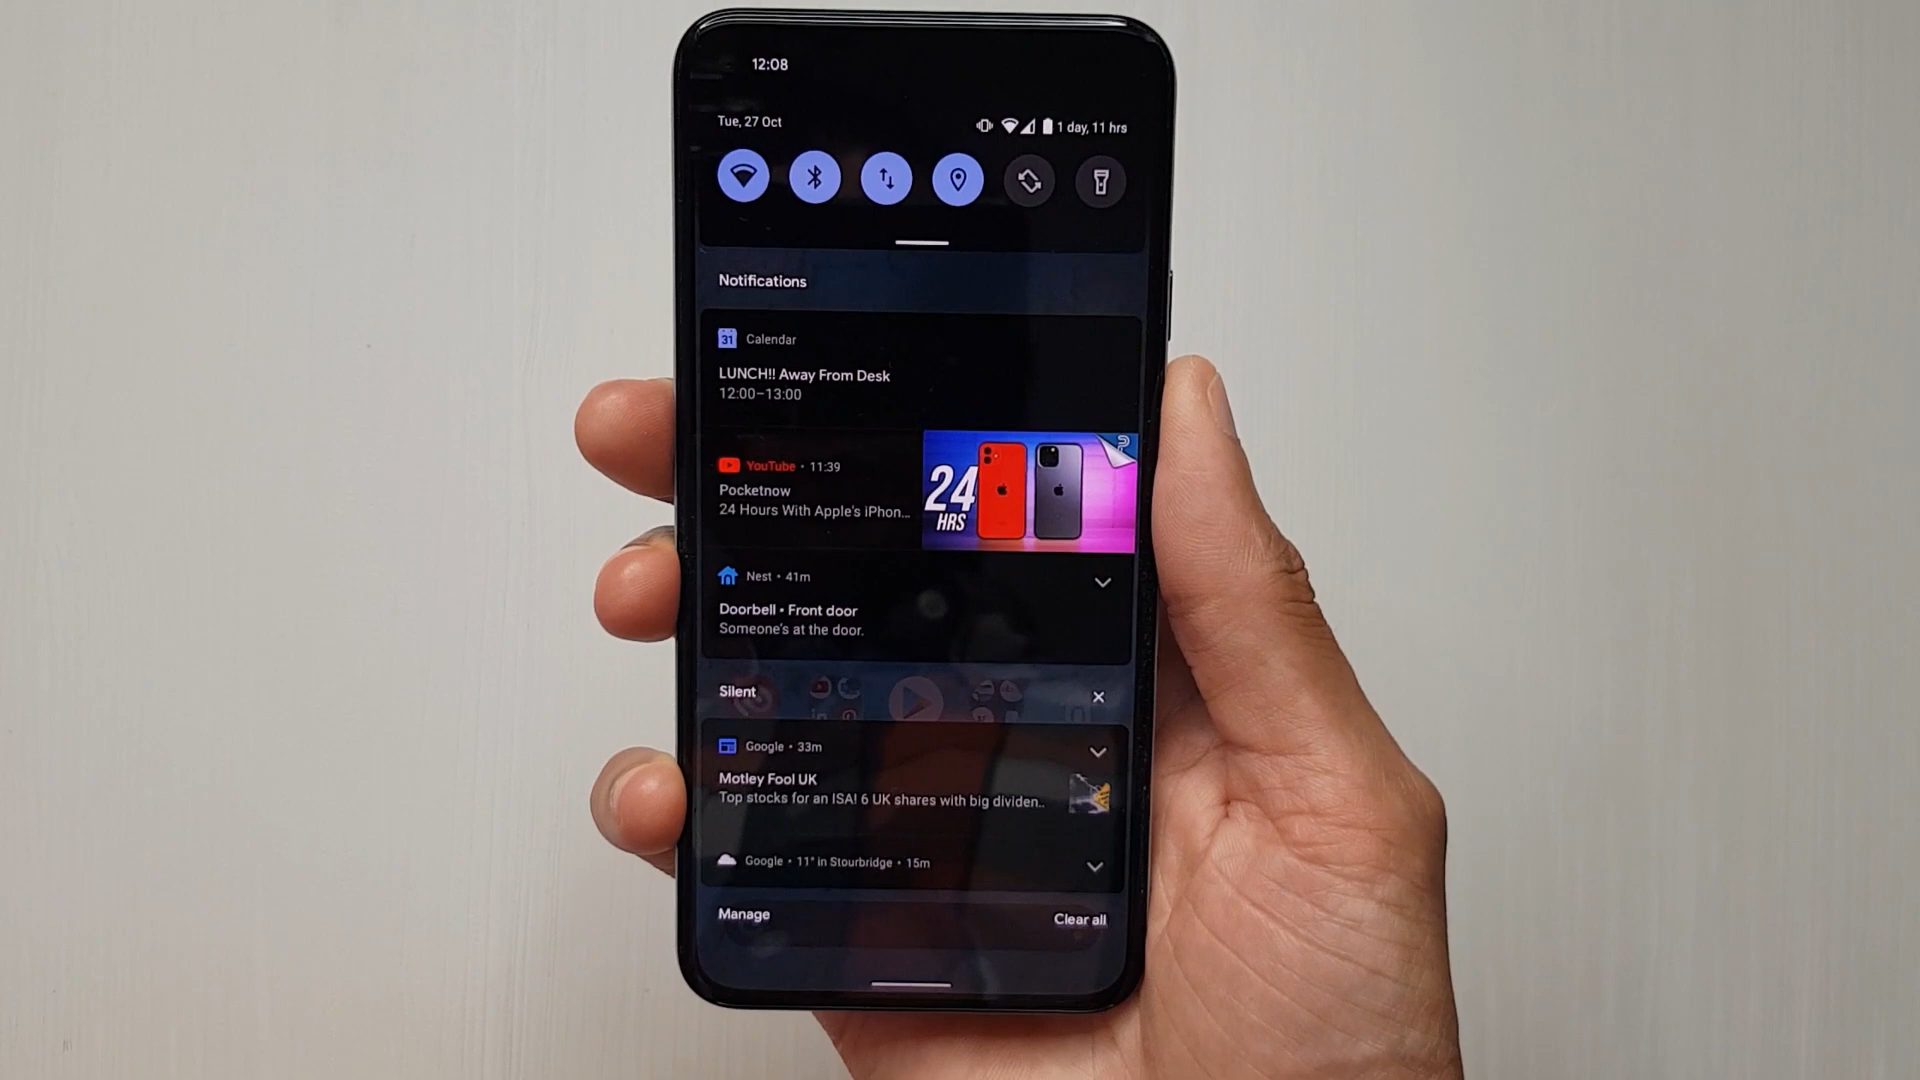 12:08
Tue, 27 Oct
1 day, 11 hrs
Notifications
31 Calendar
LUNCH!! Away From Desk
12:00–13:00
YouTube • 11:39
Pocketnow
24 Hours With Apple's iPhon...
24
HRS
Nest • 41m
Doorbell • Front door
Someone's at the door.
Silent
Google • 33m
Motley Fool UK
Top stocks for an ISA! 6 UK shares with big dividen..
Google • 11° in Stourbridge • 15m
Manage
Clear all